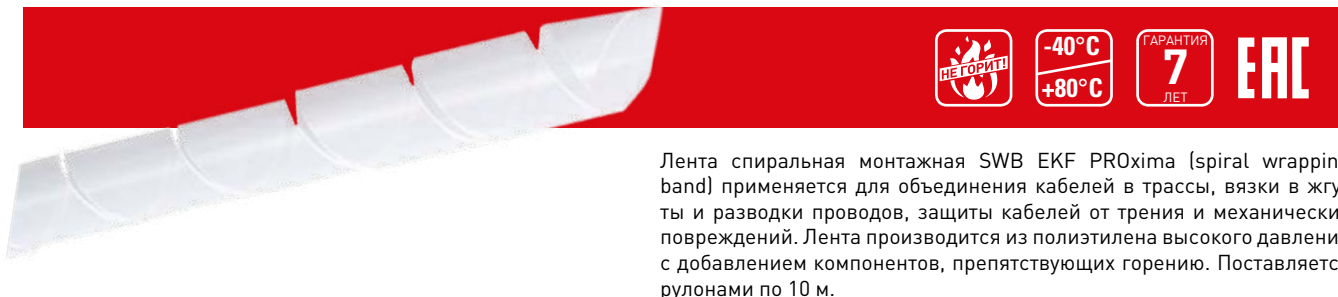 НЕ ГОРИТ!
-40°C
+80°C
ГАРАНТИЯ
7
ЛЕТ
EAC
Лента спиральная монтажная SWB EKF PROxima (spiral wrappin
band) применяется для объединения кабелей в трассы, вязки в жгу
ты и разводки проводов, защиты кабелей от трения и механически
повреждений. Лента производится из полиэтилена высокого давлени
с добавлением компонентов, препятствующих горению. Поставляетс
рулонами по 10 м.